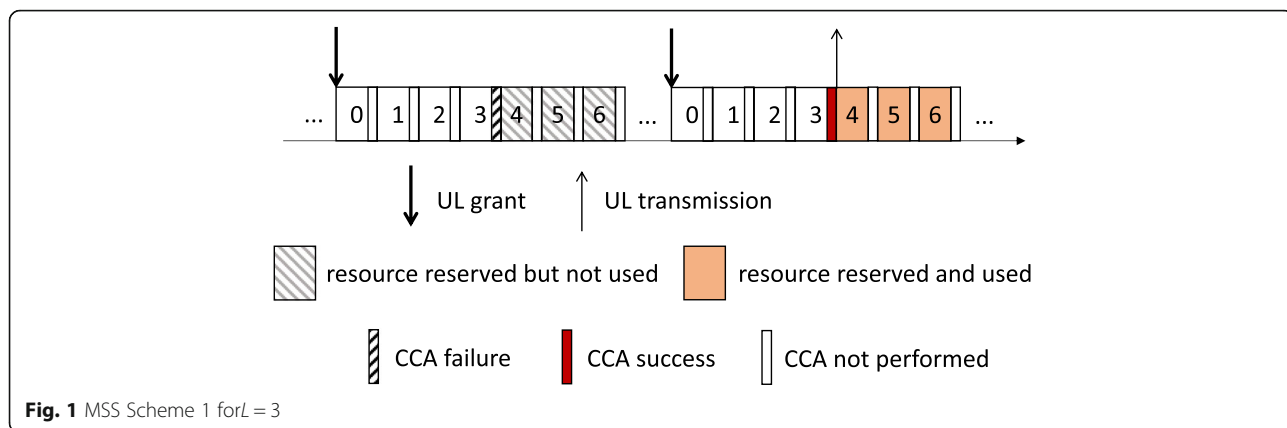 ... 0 1 2 3 4 5 6 ... 0 1 2 3 4 5 6 ...
UL grant UL transmission
resource reserved but not used resource reserved and used
CCA failure CCA success CCA not performed
Fig. 1 MSS Scheme 1 forL = 3